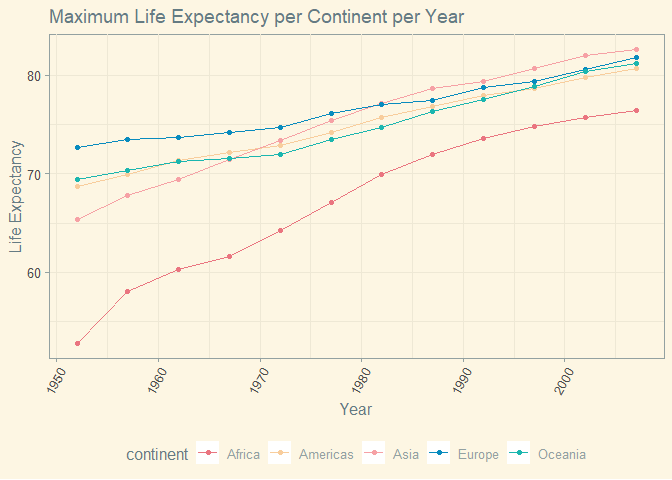 Maximum Life Expectancy per Continent per Year
80
70
60
Life Expectancy
1950
1960
1970
1980
1990
2000
Year
continent Africa Americas Asia Europe Oceania